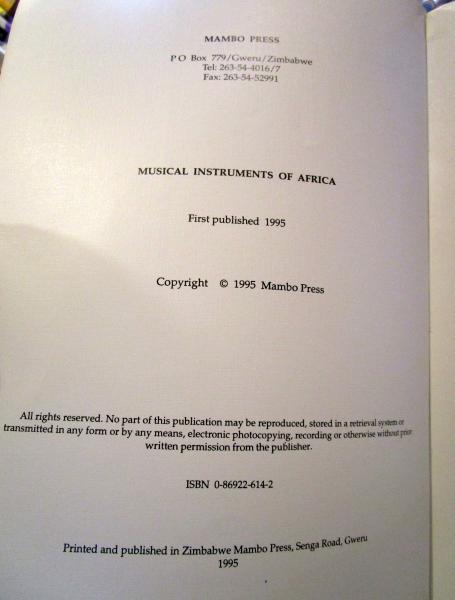 MAMBO PRESS
P O Box 779/Gweru/Zimbabwe
Tel: 263-54-4016/7
Fax: 263-54-52991
MUSICAL INSTRUMENTS OF AFRICA
First published 1995
Copyright © 1995 Mambo Press
All rights reserved. No part of this publication may be reproduced, stored in a retrieval system or
transmitted in any form or by any means, electronic photocopying, recording or otherwise without prior
written permission from the publisher.
ISBN 0-86922-614-2
Printed and published in Zimbabwe Mambo Press, Senga Road, Gweru
1995